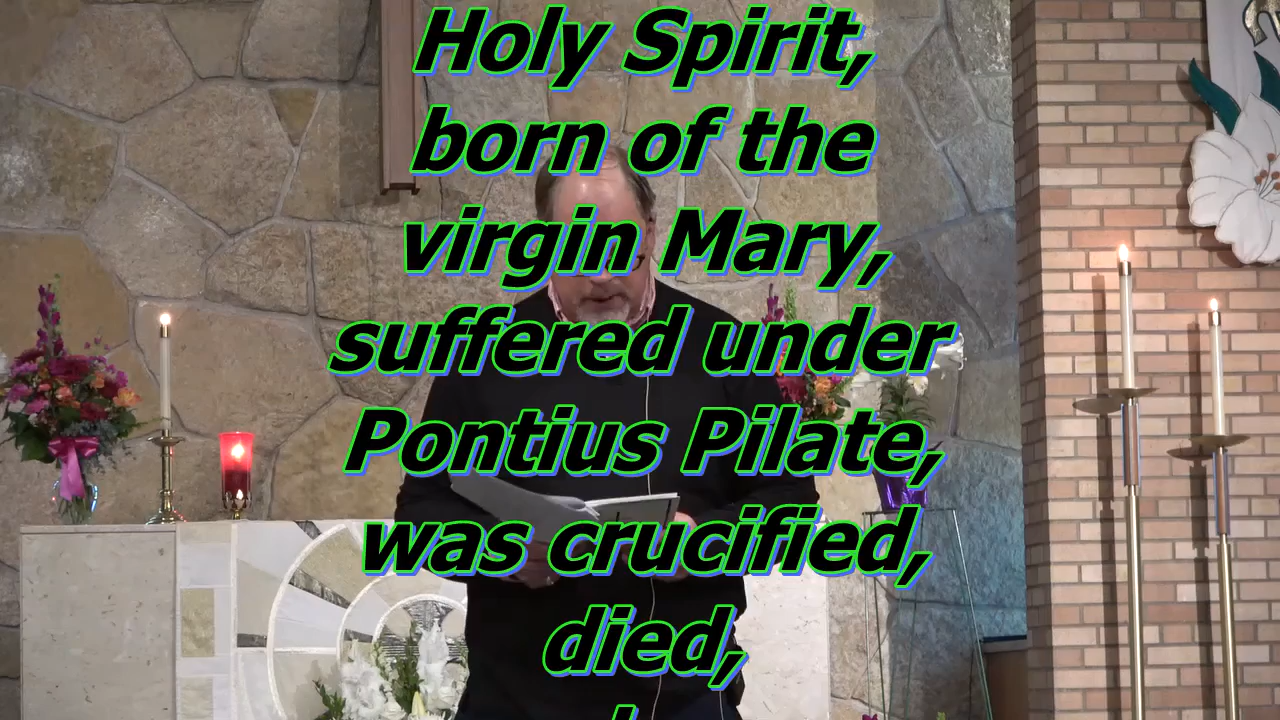 Holy Spirit,
born of the
virgin Mary,
suffered under
Pontius Pilate,
was crucified,
died,